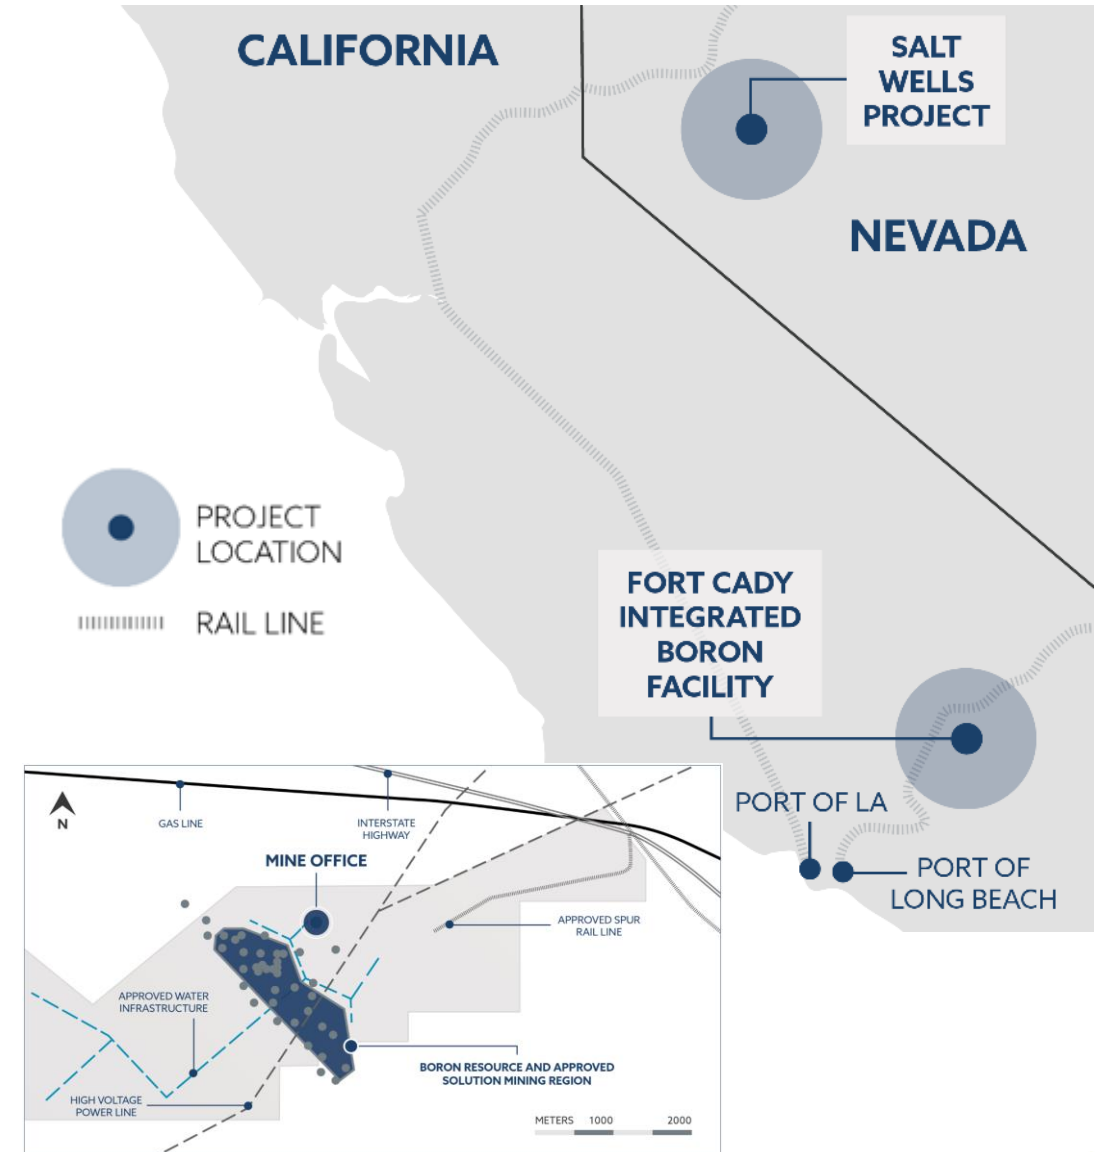 CALIFORNIA
SALT
WELLS
PROJECT
NEVADA
PROJECT
LOCATION
RAIL LINE
FORT CADY
INTEGRATED
BORON
FACILITY
PORT OF LA
PORT OF
LONG BEACH
N
GAS LINE
INTERSTATE
HIGHWAY
MINE OFFICE
APPROVED SPUR
RAIL LINE
APPROVED WATER
INFRASTRUCTURE
BORON RESOURCE AND APPROVED
SOLUTION MINING REGION
HIGH VOLTAGE
POWER LINE
METERS 1000 2000